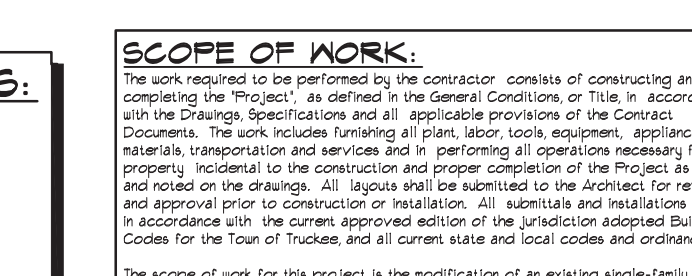 S:
SCOPE OF WORK:
The work required to be performed by the contractor consists of constructing an
completing the "Project", as defined in the General Conditions, or Title, in accord
with the Drawings, Specifications and all applicable provisions of the Contract
Documents. The work includes furnishing all plant, labor, tools, equipment, applianc
materials, transportation and services and in performing all operations necessary f
property incidental to the construction and proper completion of the Project as
and noted on the drawings. All layouts shall be submitted to the Architect for re
and approval prior to construction or installation. All submittals and installations
in accordance with the current approved edition of the jurisdiction adopted Bui
Codes for the Town of Truckee, and all current state and local codes and ordinan
The scope of work for this project is the modification of an existing single-family